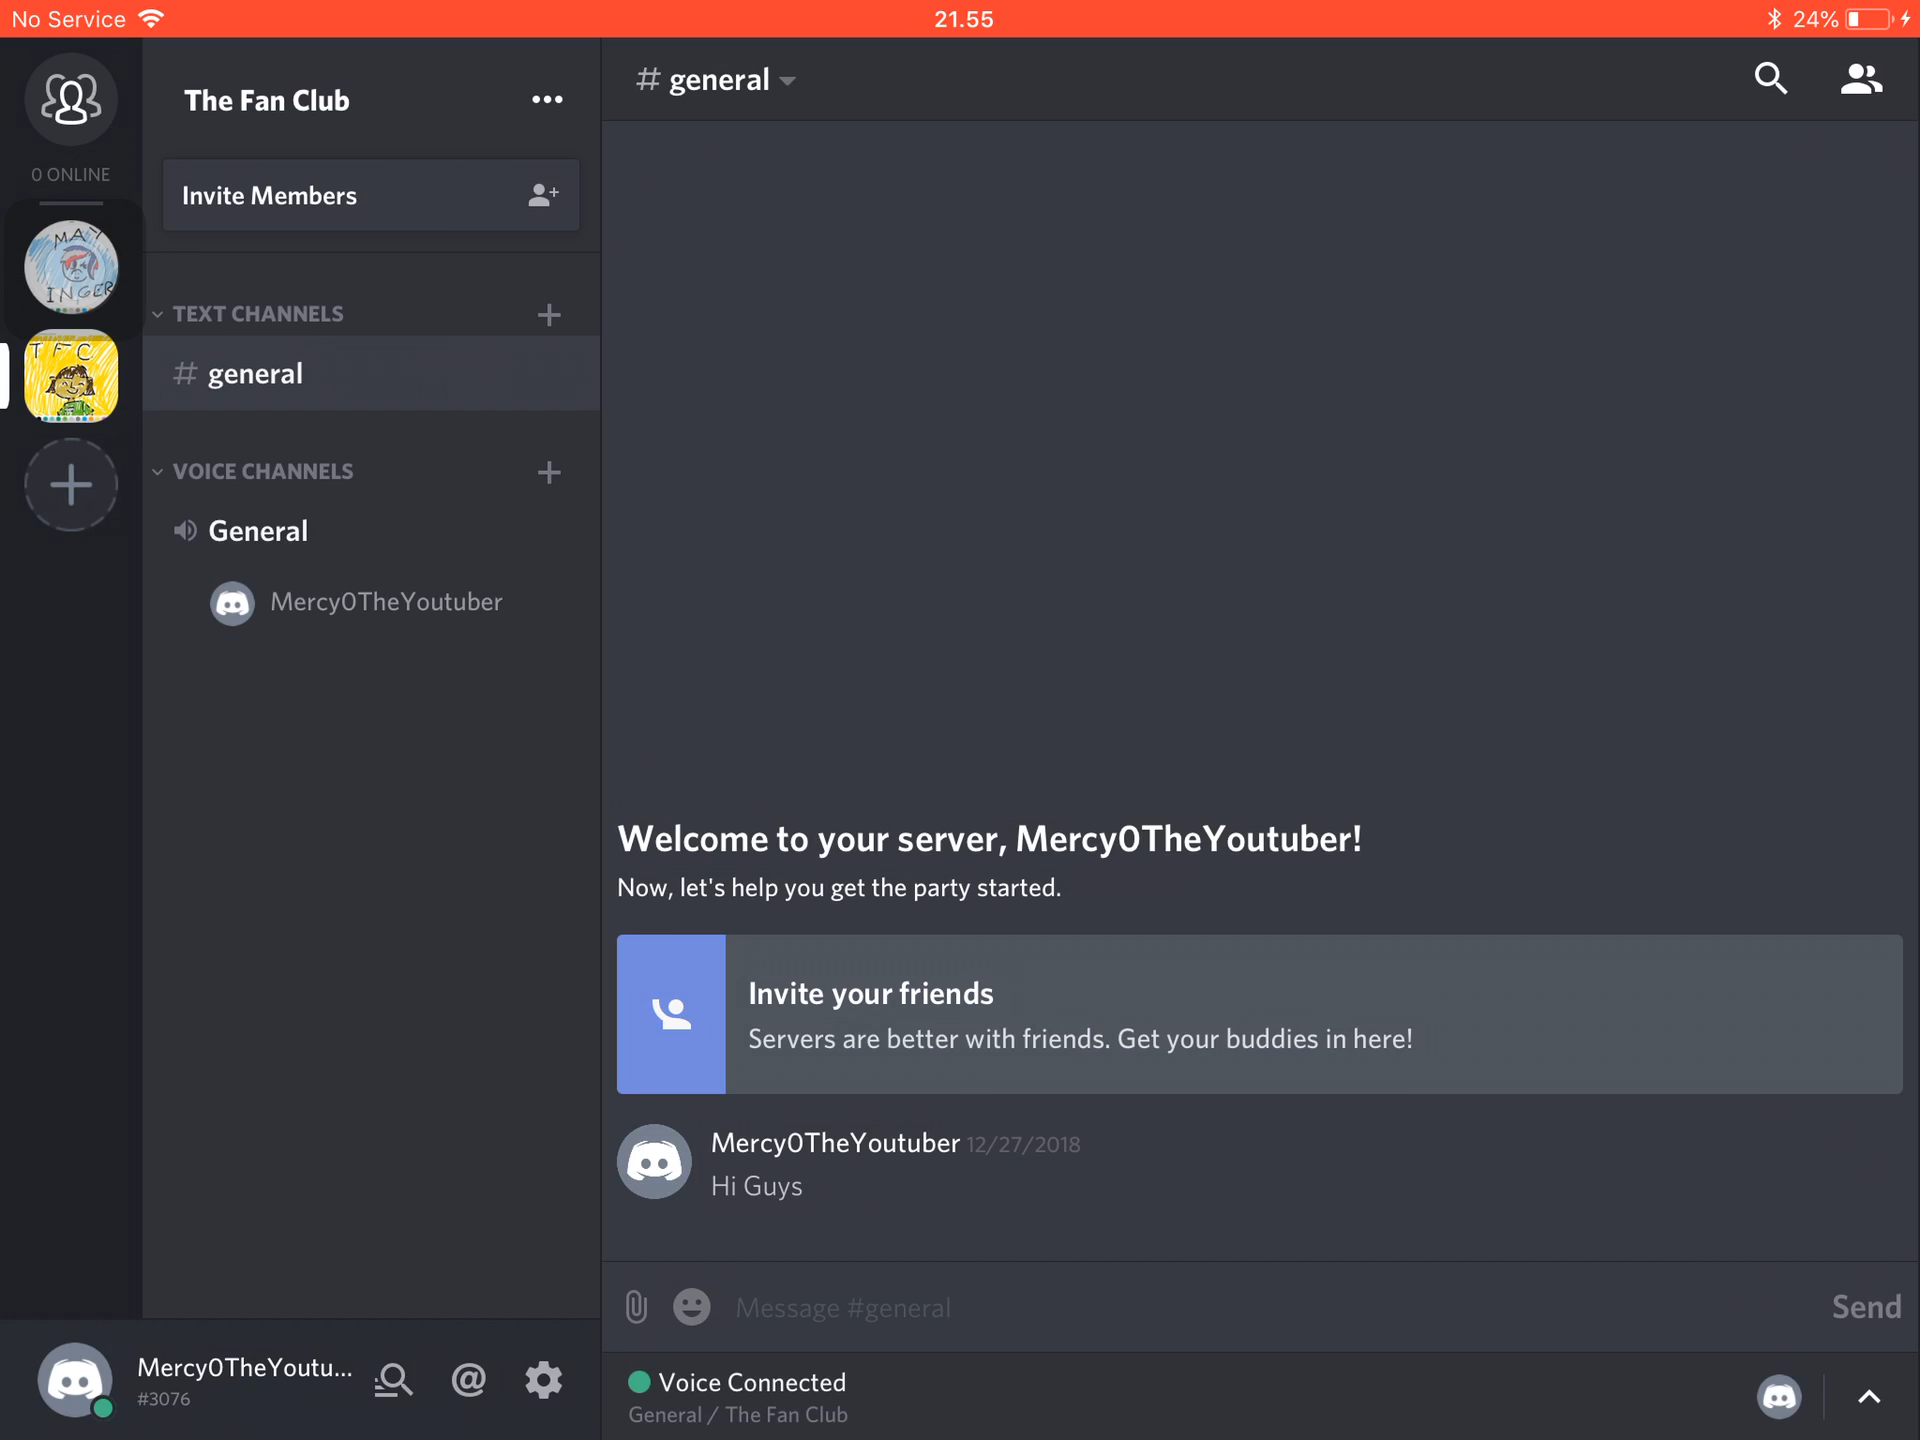 No Service
21.55
24%
The Fan Club
# general
0 ONLINE
Invite Members
MAY
INGER
TEXT CHANNELS
TFC
# general
VOICE CHANNELS
General
Mercy0TheYoutuber
Welcome to your server, Mercy0TheYoutuber!
Now, let's help you get the party started.
Invite your friends
Servers are better with friends. Get your buddies in here!
Mercy0TheYoutuber 12/27/2018
Hi Guys
Message #general
Send
Mercy0TheYoutu...
#3076
@
Voice Connected
General / The Fan Club